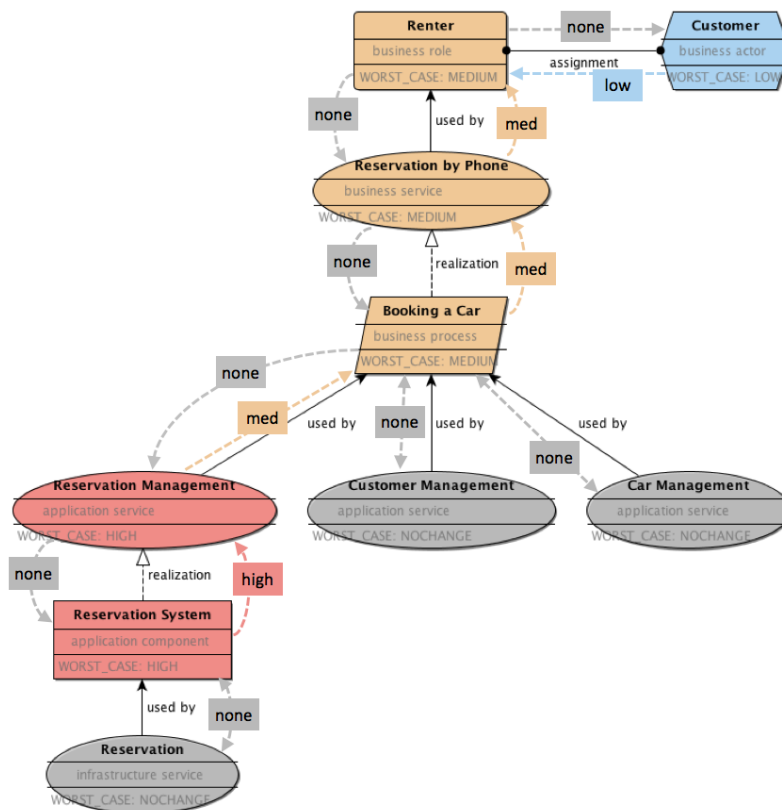 Renter
business role
WORST_CASE: MEDIUM
none
assignment
low
Customer
business actor
WORST_CASE: LOW
none
used by
med
Reservation by Phone
business service
WORST_CASE: MEDIUM
none
realization
med
Booking a Car
business process
WORST_CASE: MEDIUM
none
med
used by
none
used by
none
used by
Reservation Management
application service
WORST_CASE: HIGH
Customer Management
application service
WORST_CASE: NOCHANGE
Car Management
application service
WORST_CASE: NOCHANGE
none
realization
high
Reservation System
application component
WORST_CASE: HIGH
used by
none
Reservation
infrastructure service
WORST_CASE: NOCHANGE